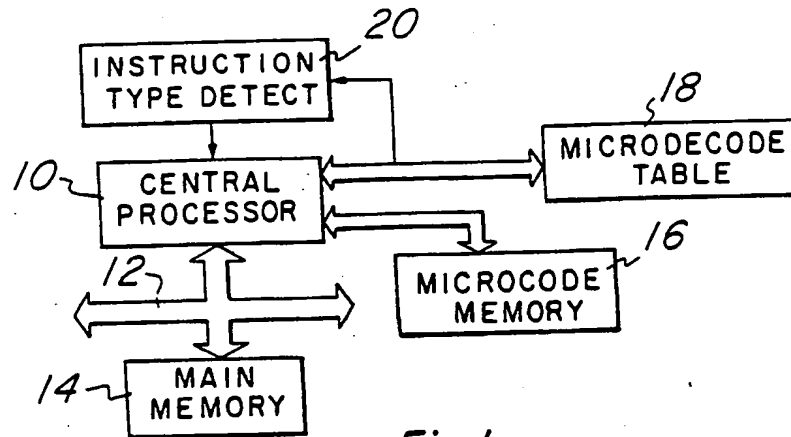 20
INSTRUCTION
TYPE DETECT
18
MICRODECODE
TABLE
10
CENTRAL
PROCESSOR
12
16
MICROCODE
MEMORY
14
MAIN
MEMORY